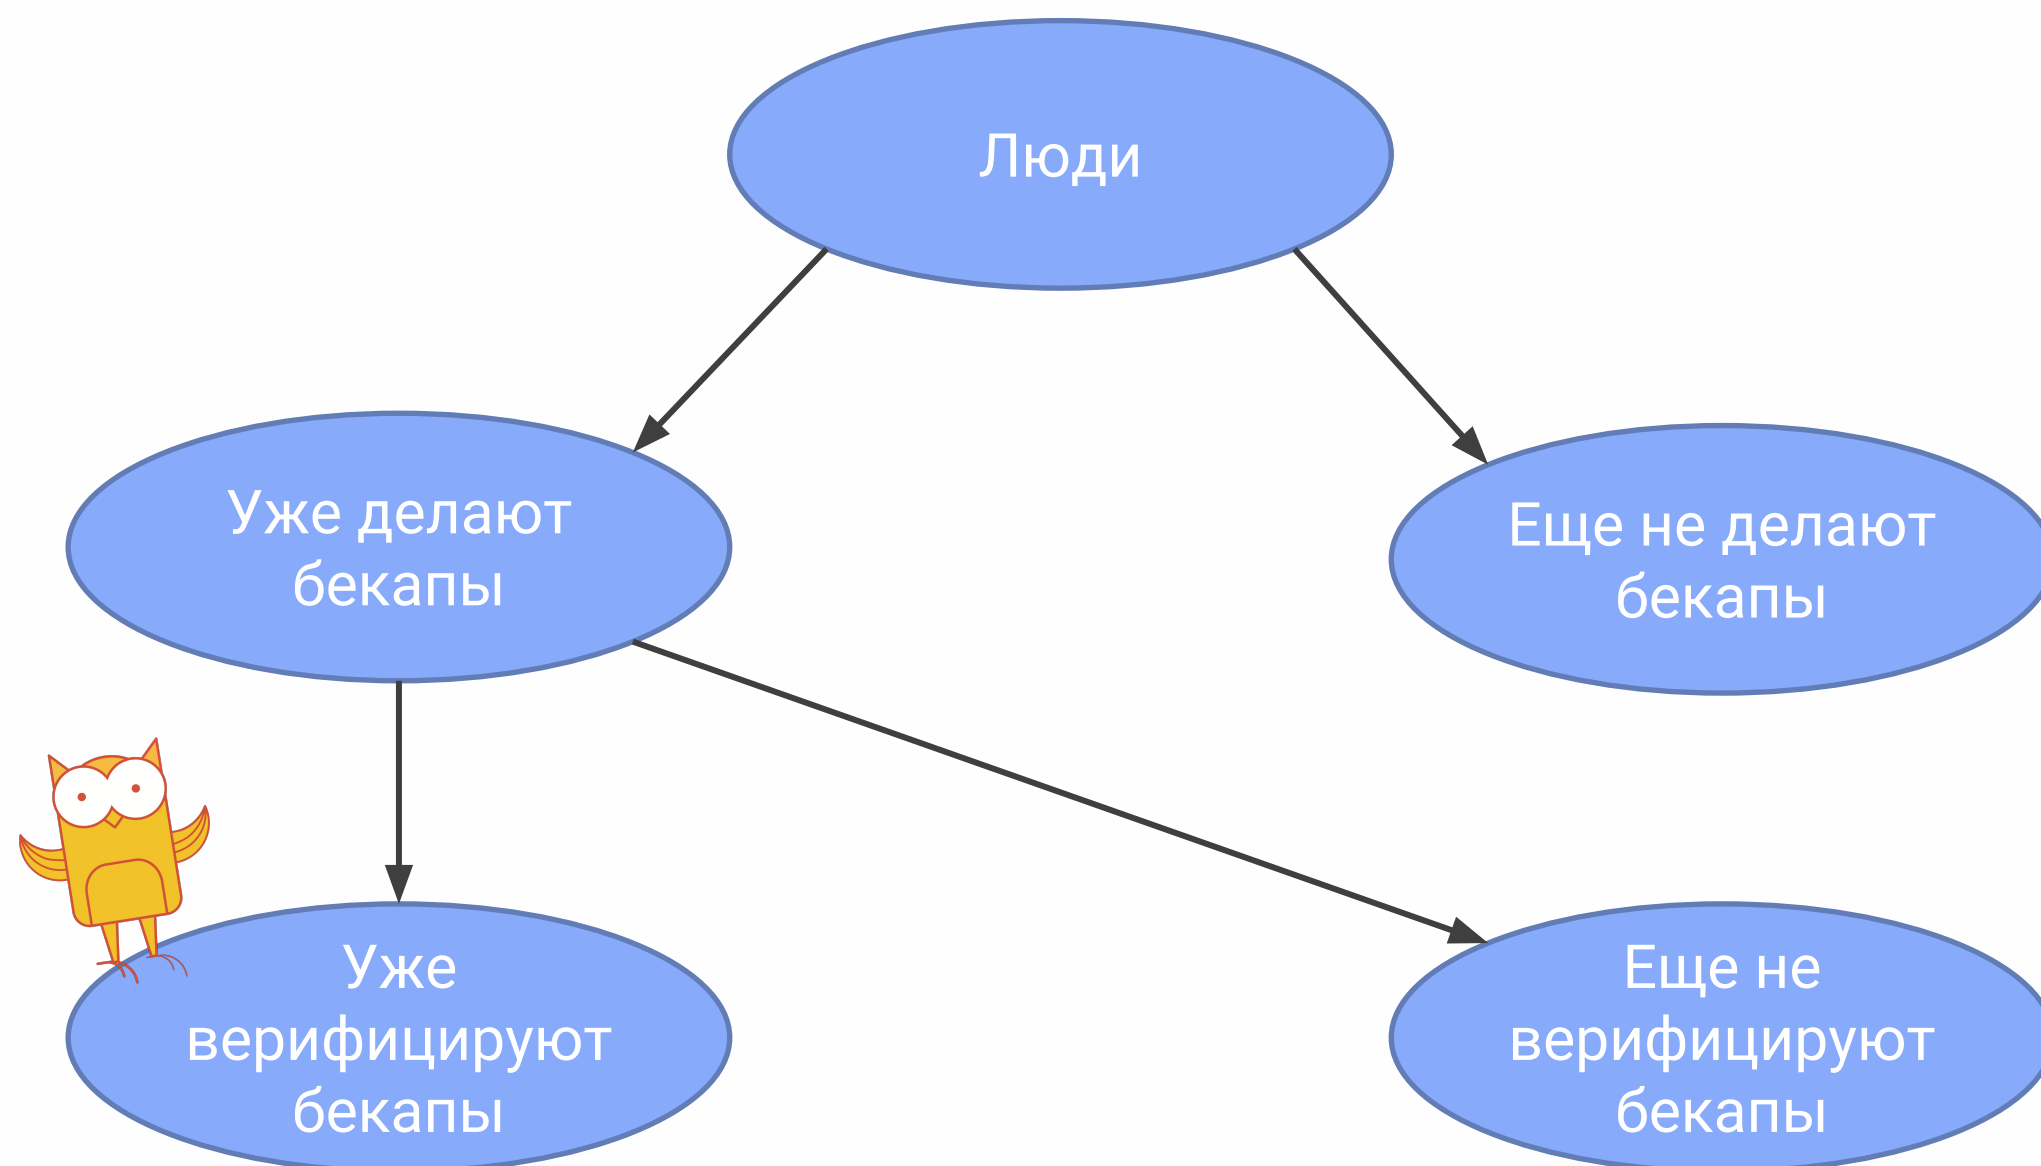 Люди
Уже делают
бекапы
Еще не делают
бекапы
Уже
верифицируют
бекапы
Еще не
верифицируют
бекапы